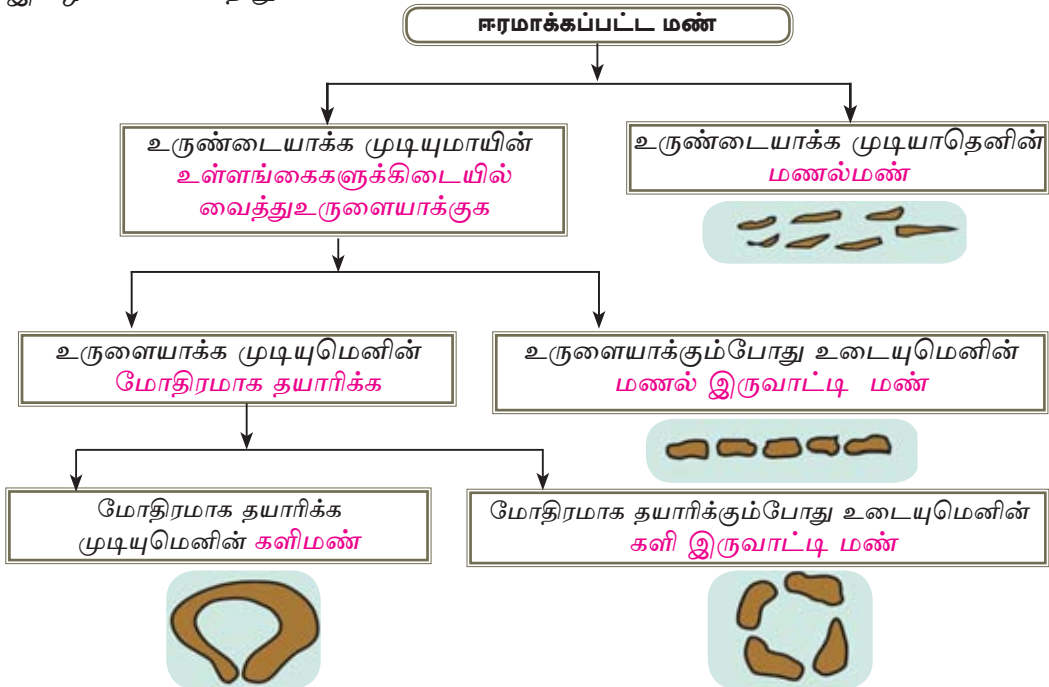 ஈரமாக்கப்பட்ட மண்
உருண்டையாக்க முடியுமாயின்
உள்ளங்கைகளுக்கிடையில்
வைத்துஉருளையாக்குக
உருண்டையாக்க முடியாதெனின்
மணல்மண்
உருளையாக்க முடியுமெனின்
மோதிரமாக தயாரிக்க
உருளையாக்கும்போது உடையுமெனின்
மணல் இருவாட்டி மண்
மோதிரமாக தயாரிக்க
முடியுமெனின் களிமண்
மோதிரமாக தயாரிக்கும்போது உடையுமெனின்
களி இருவாட்டி மண்